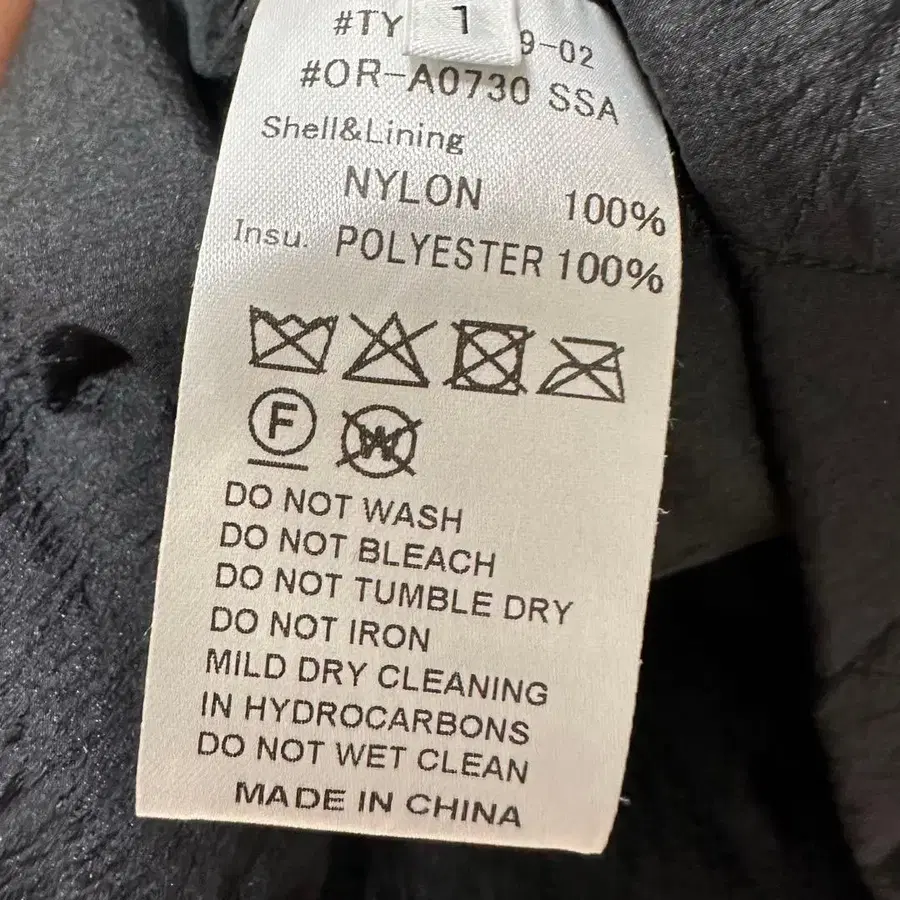 #TY 1 9-02
#OR-A0730 SSA
Shell&Lining
NYLON 100%
Insu. POLYESTER 100%
F
W
DO NOT WASH
DO NOT BLEACH
DO NOT TUMBLE DRY
DO NOT IRON
MILD DRY CLEANING
IN HYDROCARBONS
DO NOT WET CLEAN
MADE IN CHINA